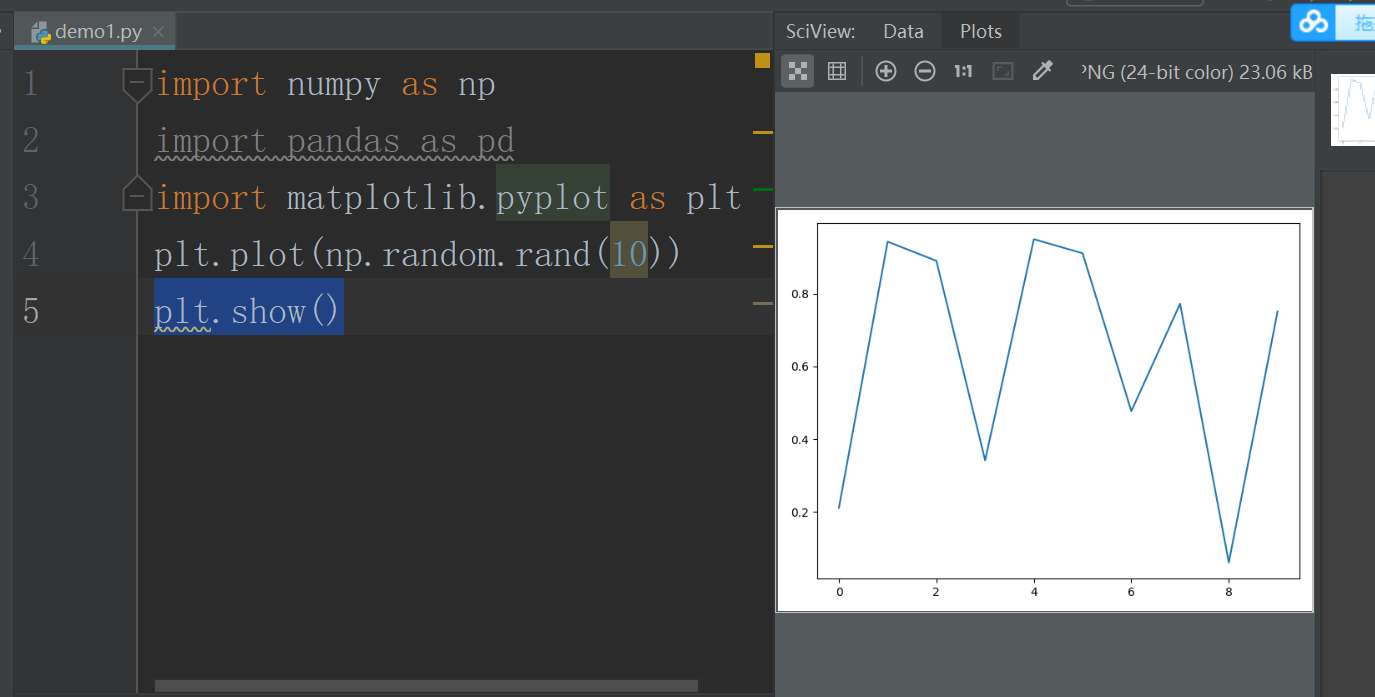 demo1.py
SciView:
Data
Plots
1:1
PNG (24-bit color) 23.06 kB
拖
1 import numpy as np
2 import pandas as pd
3 import matplotlib.pyplot as plt
4 plt.plot(np.random.rand(10))
5 plt.show()
0.8
0.6
0.4
0.2
0 2 4 6 8